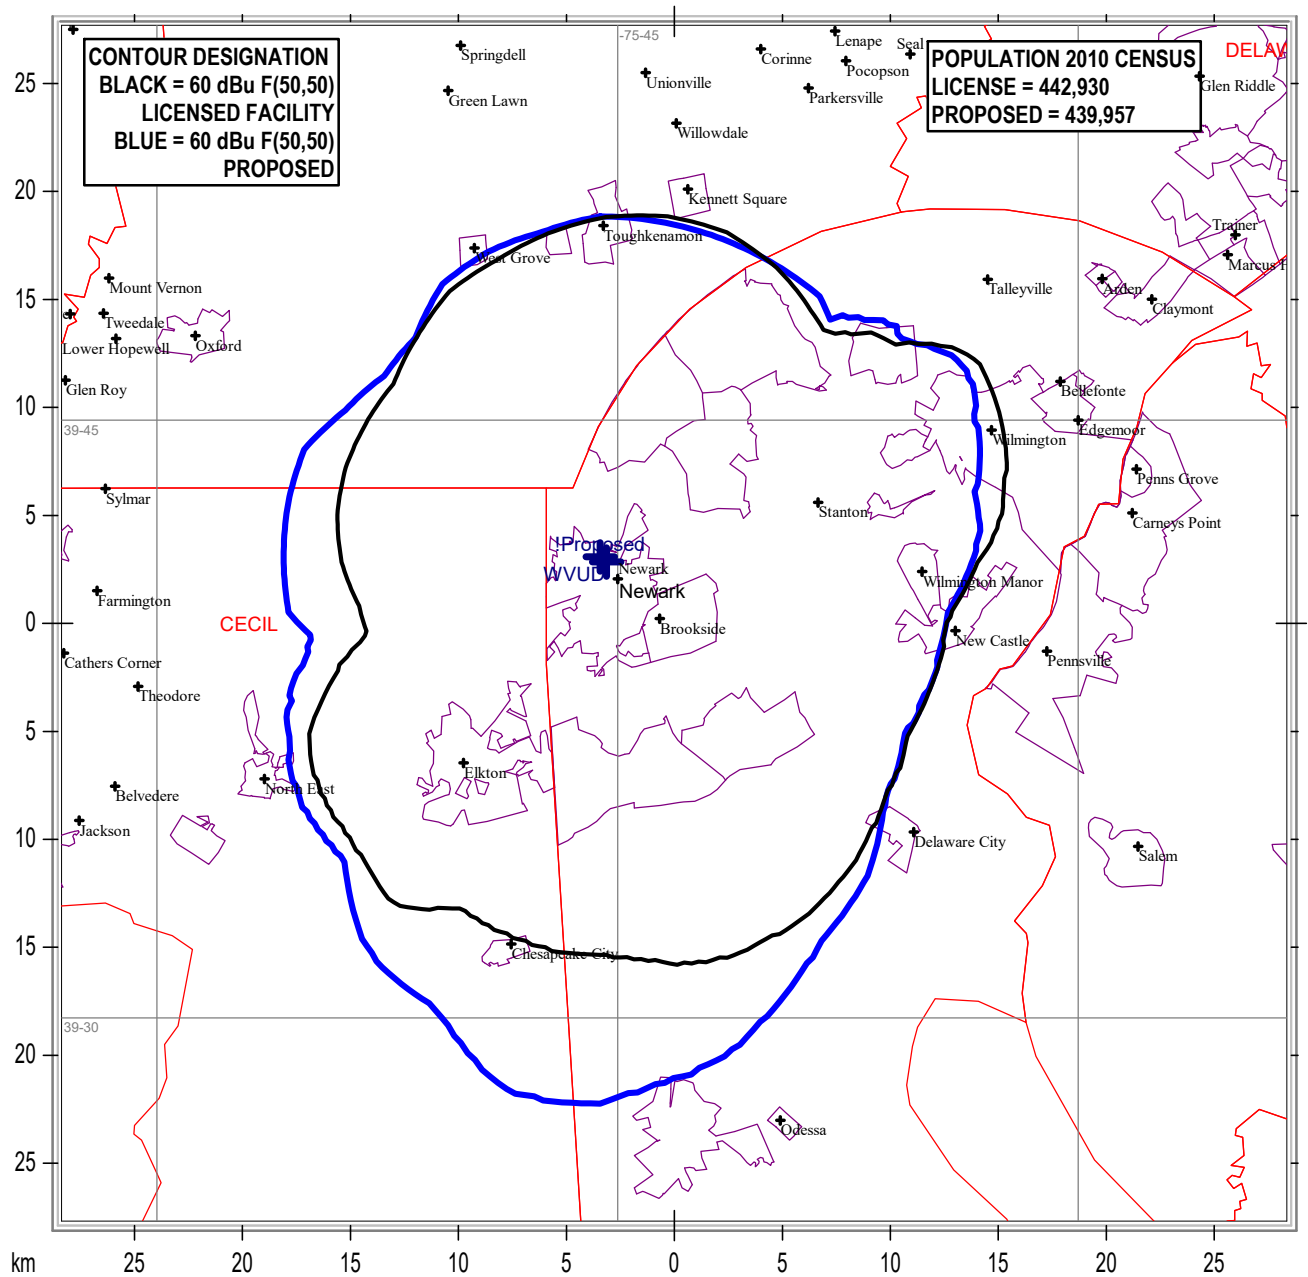 CONTOUR DESIGNATION
BLACK = 60 dBu F(50,50)
LICENSED FACILITY
BLUE = 60 dBu F(50,50)
PROPOSED
POPULATION 2010 CENSUS
LICENSE = 442,930
PROPOSED = 439,957
-75-45
Lenape
Seal
DELAW
Springdell
Corinne
Pocopson
Unionville
Glen Riddle
Green Lawn
Parkersville
Willowdale
Kennett Square
Toughkenamon
Trainer
West Grove
Marcus H
Mount Vernon
Talleyville
Arden
Claymont
Tweedale
Lower Hopewell
Oxford
Glen Roy
Bellefonte
39-45
Wilmington
Edgemoor
Sylmar
Penns Grove
Stanton
Carneys Point
Proposed
Newark
WVUD
Newark
Wilmington Manor
Farmington
CECIL
Brookside
New Castle
Cathers Corner
Pennsville
Theodore
Elkton
Belvedere
North East
Jackson
Delaware City
Salem
Chesapeake City
39-30
Odessa
25
20
15
10
5
0
5
10
15
20
25
km
25
20
15
10
5
0
5
10
15
20
25